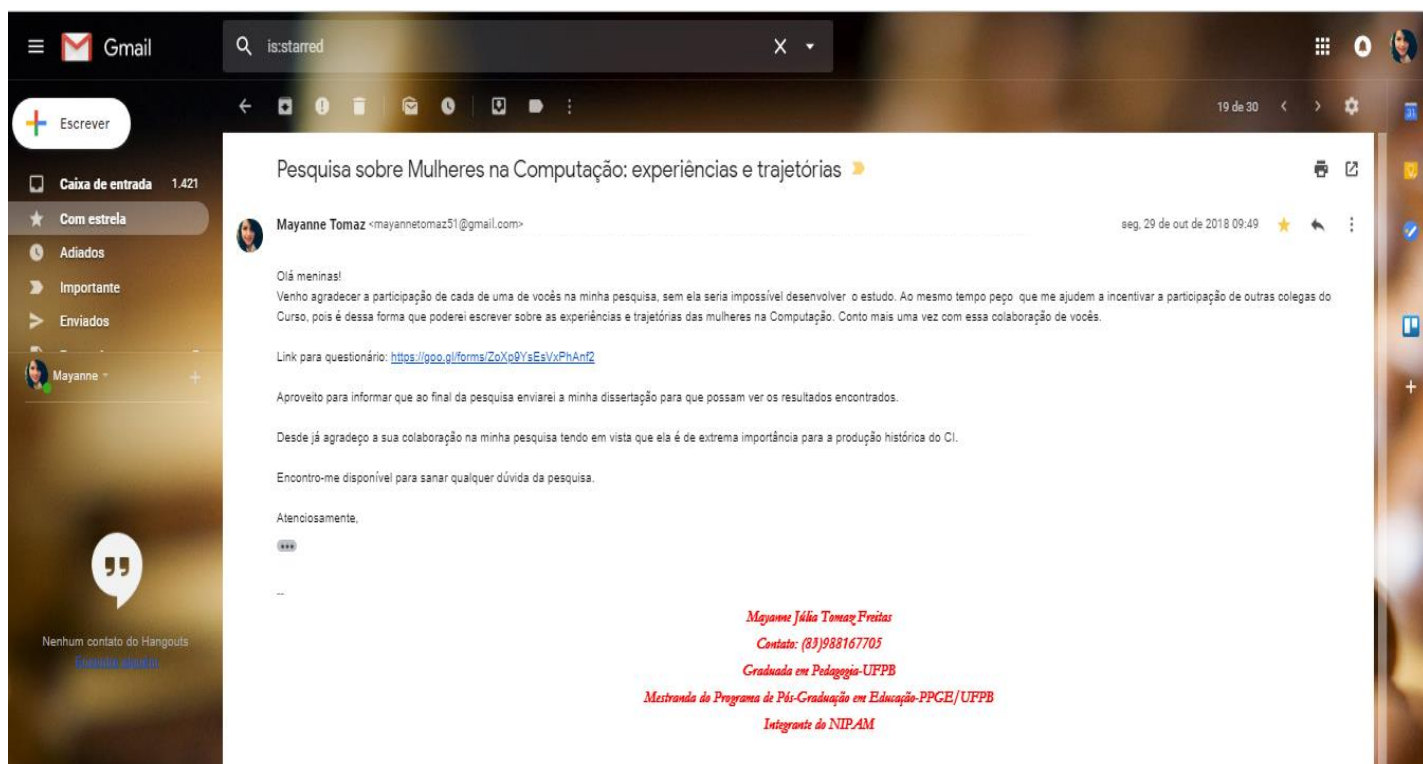 Gmail
is:starred
Escrever
19 de 30
Caixa de entrada 1.421
Com estrela
Adiados
Importante
Enviados
Mayanne
Nenhum contato do Hangouts
Pesquisa sobre Mulheres na Computação: experiências e trajetórias
Mayanne Tomaz <mayannetomaz51@gmail.com>
seg, 29 de out de 2018 09:49
Olá meninas!
Venho agradecer a participação de cada de uma de vocês na minha pesquisa, sem ela seria impossível desenvolver o estudo. Ao mesmo tempo peço que me ajudem a incentivar a participação de outras colegas do
Curso, pois é dessa forma que poderei escrever sobre as experiências e trajetórias das mulheres na Computação. Conto mais uma vez com essa colaboração de vocês.
Link para questionário: https://goo.gl/forms/ZoXp9YsEsVxPhAnf2
Aproveito para informar que ao final da pesquisa enviarei a minha dissertação para que possam ver os resultados encontrados.
Desde já agradeço a sua colaboração na minha pesquisa tendo em vista que ela é de extrema importância para a produção histórica do CI.
Encontro-me disponível para sanar qualquer dúvida da pesquisa.
Atenciosamente,
--
Mayanne Júlia Tomaz Freitas
Contato: (83)988167705
Graduada em Pedagogia-UFPB
Mestranda do Programa de Pós-Graduação em Educação-PPGE/UFPB
Integrante do NIPAM
31